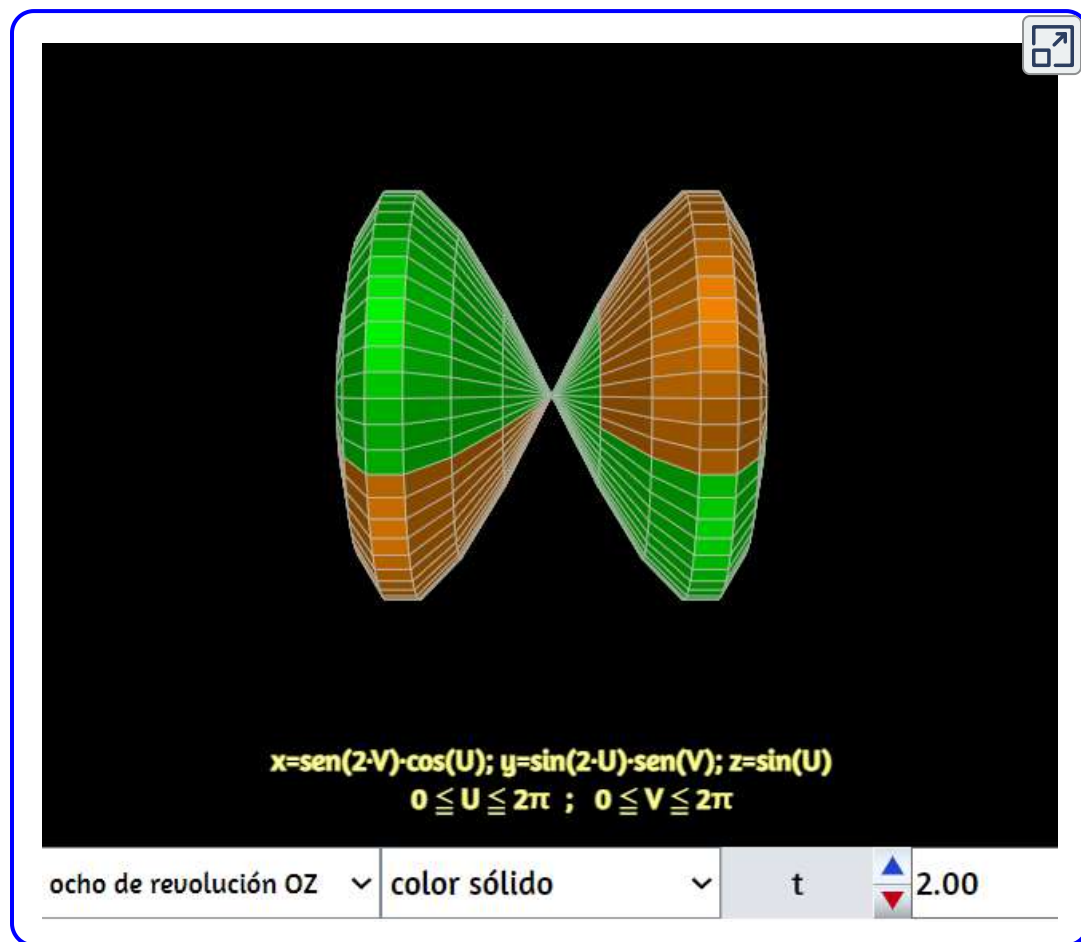 x=sen(2·V)·cos(U); y=sin(2·U)·sen(V); z=sin(U)
0 ≦ U ≦ 2π ; 0 ≦ V ≦ 2π
ocho de revolución OZ color sólido t 2.00